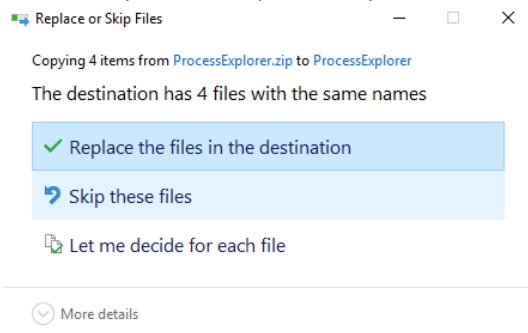 Replace or Skip Files
Copying 4 items from ProcessExplorer.zip to ProcessExplorer
The destination has 4 files with the same names
Replace the files in the destination
Skip these files
Let me decide for each file
More details